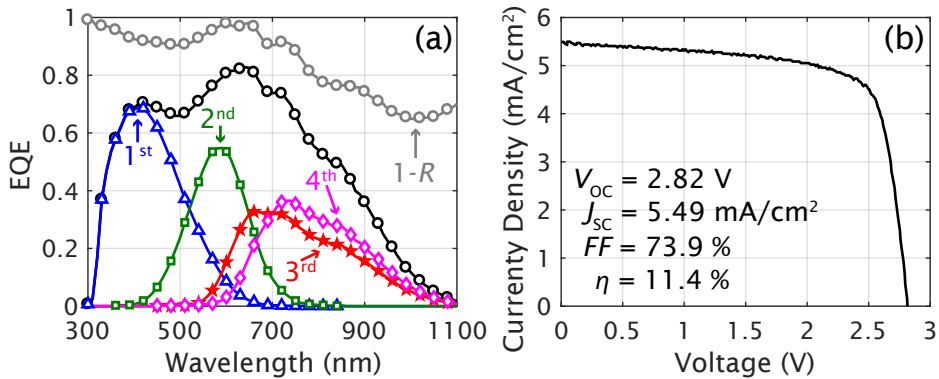 (a)
1
0.8
0.6
0.4
0.2
0
EQE
1st
2nd
3rd
4th
1-R
300 500 700 900 1100
Wavelength (nm)
(b)
6
5
4
3
2
1
0
Currenty Density (mA/cm²)
VOC = 2.82 V
JSC = 5.49 mA/cm²
FF = 73.9 %
η = 11.4 %
0 0.5 1 1.5 2 2.5 3
Voltage (V)